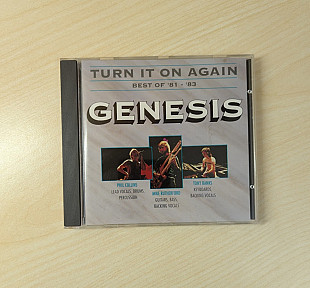 TURN IT ON AGAIN
BEST OF '81 - '83
GENESIS
PHIL COLLINS
LEAD VOCALS, DRUMS,
PERCUSSION
MIKE RUTHERFORD
GUITARS, BASS,
BACKING VOCALS
TONY BANKS
KEYBOARDS,
BACKING VOCALS